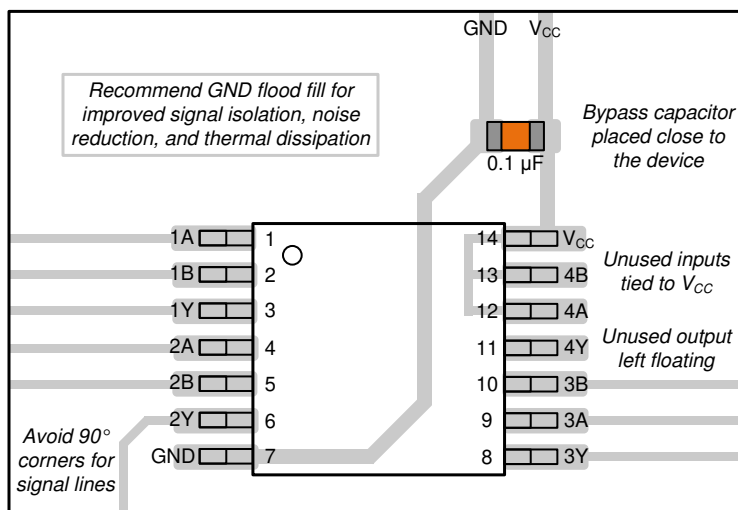 GND VCC
Recommend GND flood fill for
improved signal isolation, noise
reduction, and thermal dissipation
Bypass capacitor
placed close to
the device
0.1 µF
1A 1 14 VCC
1B 2 13 4B
1Y 3 12 4A
2A 4 11 4Y
2B 5 10 3B
2Y 6 9 3A
GND 7 8 3Y
Unused inputs
tied to VCC
Unused output
left floating
Avoid 90°
corners for
signal lines